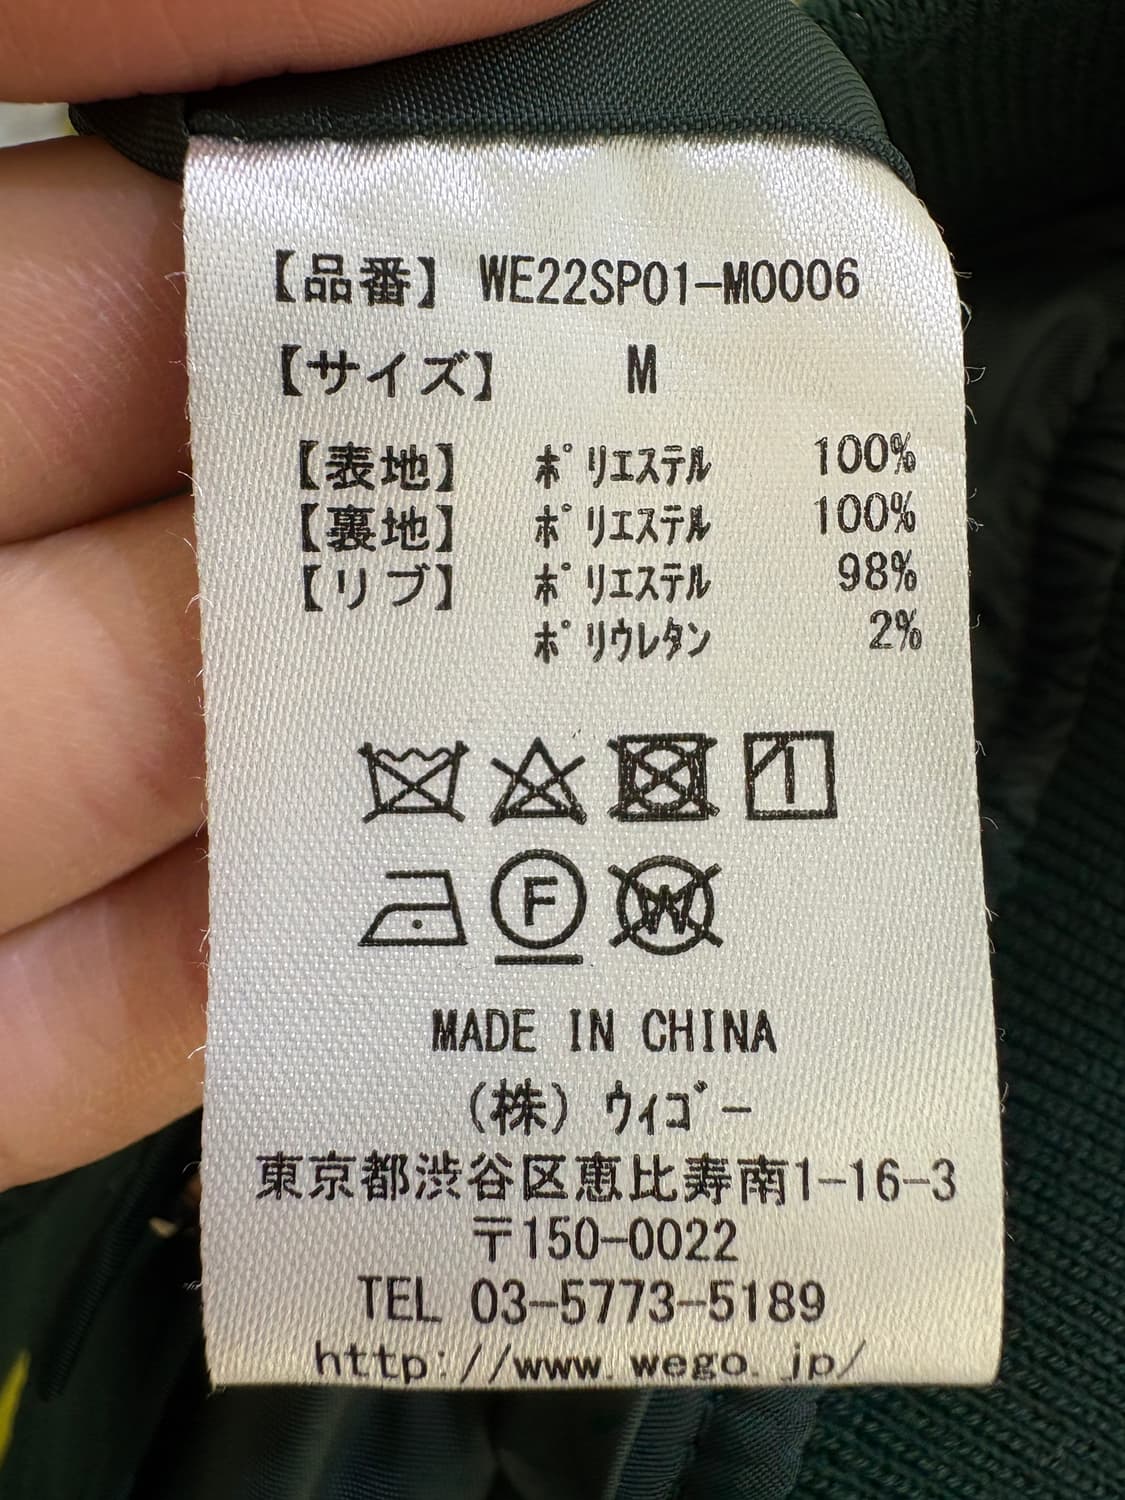 【品番】 WE22SP01-M0006
【サイズ】 M
【表地】 ﾎﾟﾘｴｽﾃﾙ 100%
【裏地】 ﾎﾟﾘｴｽﾃﾙ 100%
【リブ】 ﾎﾟﾘｴｽﾃﾙ 98%
ﾎﾟﾘｳﾚﾀﾝ 2%
F W
MADE IN CHINA
(株) ｳｨｺﾞｰ
東京都渋谷区恵比寿南1-16-3
〒150-0022
TEL 03-5773-5189
http://www.wego.jp/